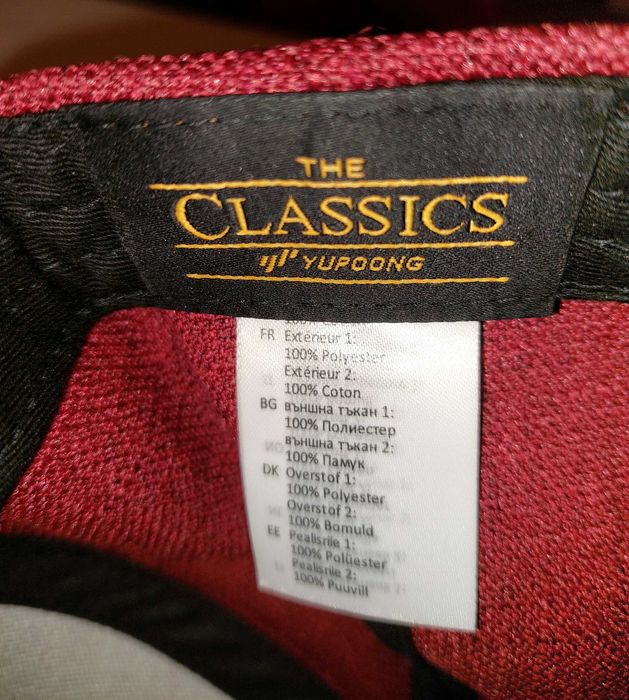 THE
CLASSICS
YUPOONG
FR Extérieur 1:
100% Polyester
Extérieur 2:
100% Coton
BG външна тъкан 1:
100% Полиестер
външна тъкан 2:
100% Памук
DK Overstof 1:
100% Polyester
Overstof 2:
100% Bomuld
EE Pealisriie 1:
100% Polüester
Pealisriie 2:
100% Puuvill